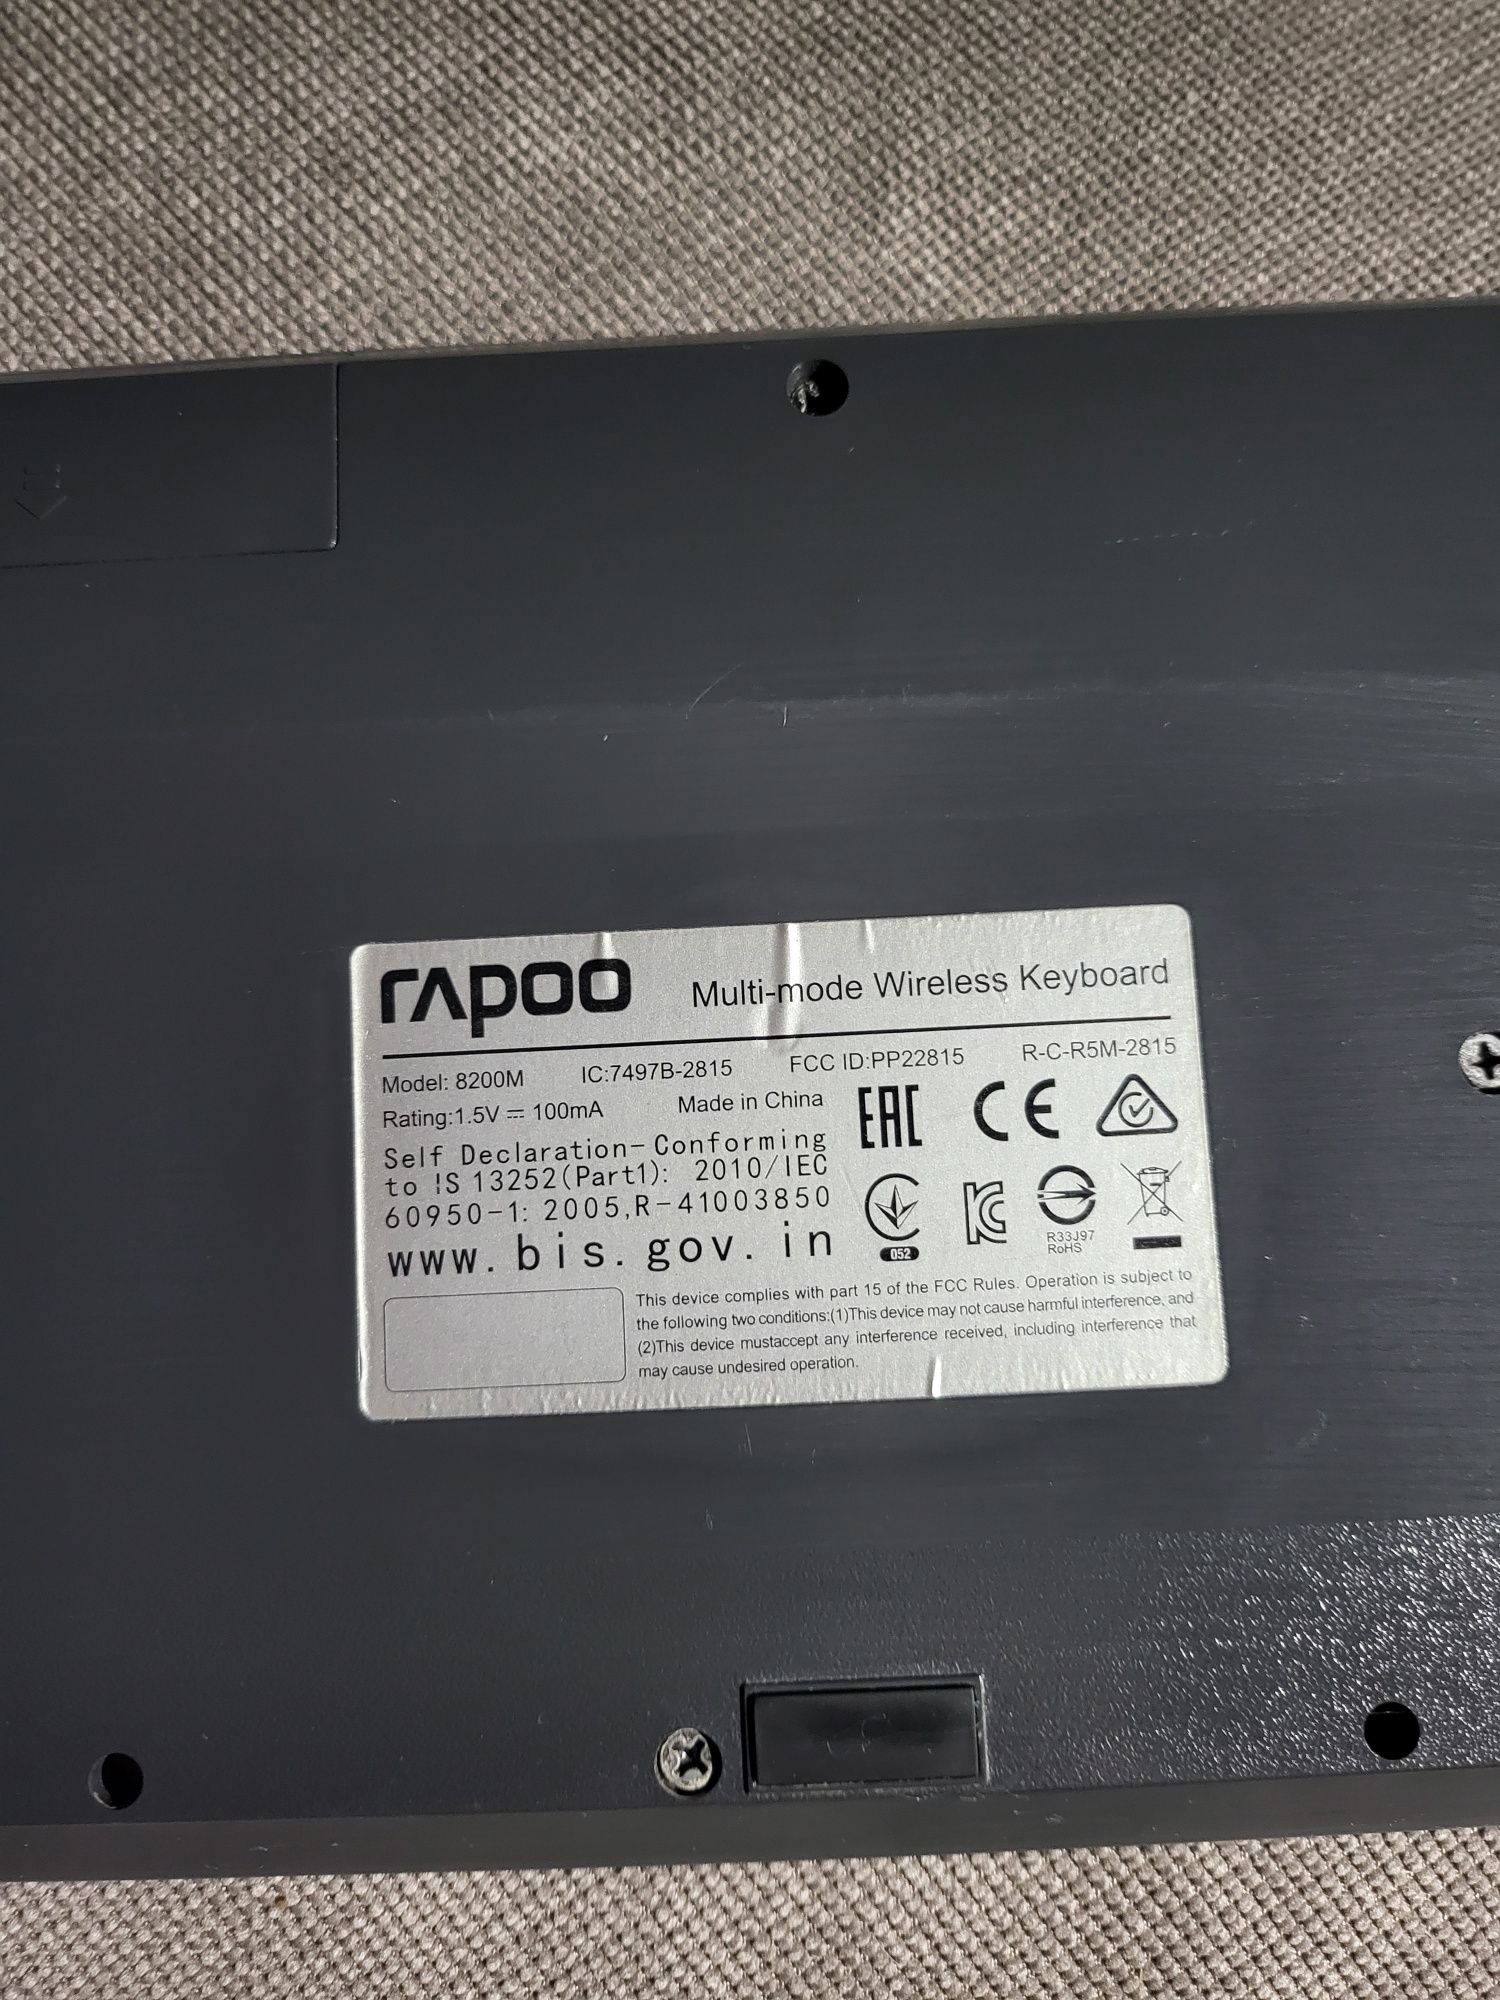 rapoo Multi-mode Wireless Keyboard
Model: 8200M IC:7497B-2815 FCC ID:PP22815 R-C-R5M-2815
Rating:1.5V ⎓ 100mA Made in China
EAC CE
Self Declaration-Conforming
to IS 13252(Part1): 2010/IEC
60950-1: 2005,R-41003850
www.bis.gov.in
052
R33J97
RoHS
This device complies with part 15 of the FCC Rules. Operation is subject to
the following two conditions:(1)This device may not cause harmful interference, and
(2)This device mustaccept any interference received, including interference that
may cause undesired operation.